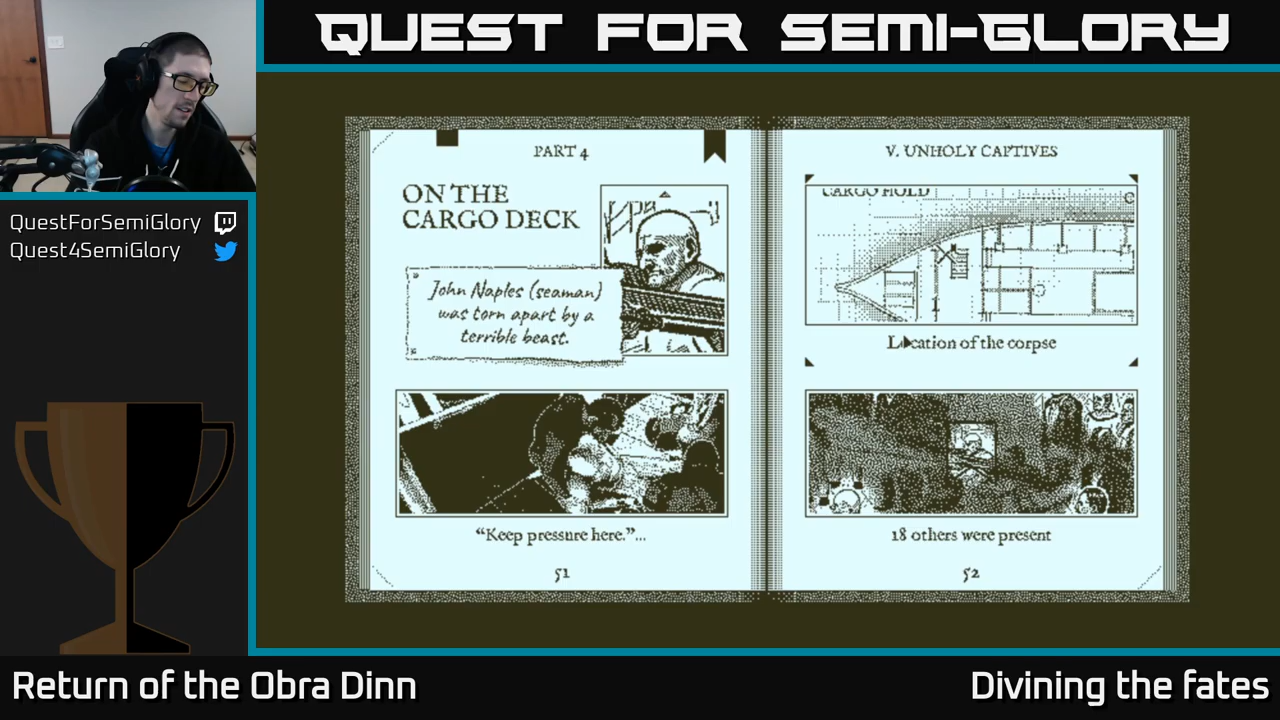 QUEST FOR SEMI-GLORY
QuestForSemiGlory
Quest4SemiGlory
PART 4
ON THE
CARGO DECK
John Naples (seaman)
was torn apart by a
terrible beast.
"Keep pressure here."...
51
V. UNHOLY CAPTIVES
CARGO HOLD
Location of the corpse
18 others were present
52
Return of the Obra Dinn
Divining the fates